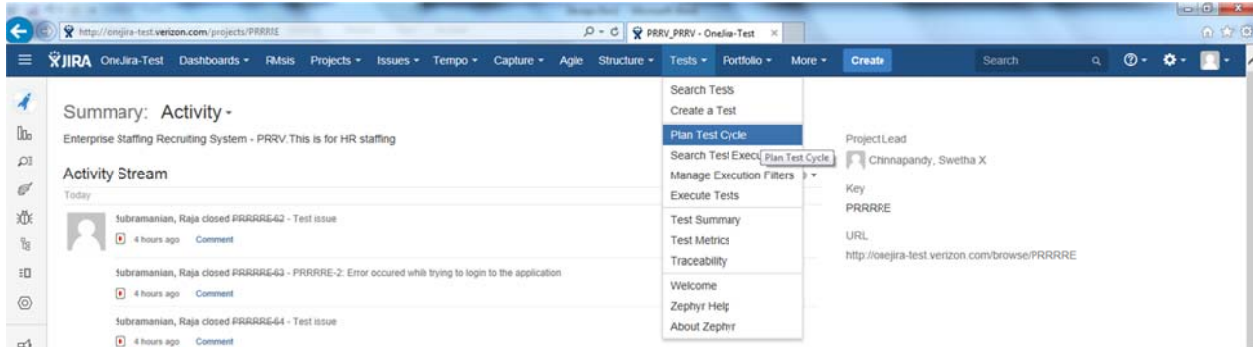 http://onejira-test.verizon.com/projects/PRRRRE
PRRV_PRRV - OneJira-Test ×
JIRA OneJira-Test Dashboards RMsis Projects Issues Tempo Capture Agile Structure Tests Portfolio More Create Search
Search Tests
Create a Test
Plan Test Cycle
Search Test Execu
Plan Test Cycle
Manage Execution Filters
Execute Tests
Test Summary
Test Metrics
Traceability
Welcome
Zephyr Help
About Zephyr
Summary: Activity
Enterprise Staffing Recruiting System - PRRV.This is for HR staffing
Activity Stream
Today
Subramanian, Raja closed PRRRRE-62 - Test issue
4 hours ago Comment
Subramanian, Raja closed PRRRRE-63 - PRRRRE-2: Error occured while trying to login to the application
4 hours ago Comment
Subramanian, Raja closed PRRRRE-64 - Test issue
4 hours ago Comment
Project Lead
Chinnapandy, Swetha X
Key
PRRRRE
URL
http://onejira-test.verizon.com/browse/PRRRRE